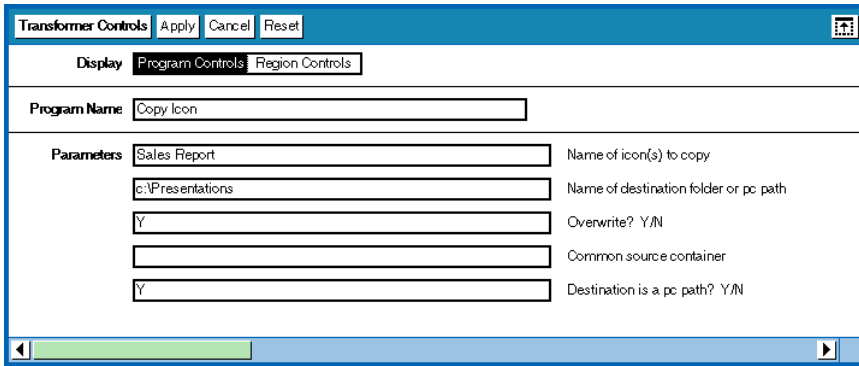 Transformer Controls Apply Cancel Reset
Display Program Controls Region Controls
Program Name Copy Icon
Parameters Sales Report Name of icon(s) to copy
c:\Presentations Name of destination folder or pc path
Y Overwrite? Y/N
Common source container
Y Destination is a pc path? Y/N